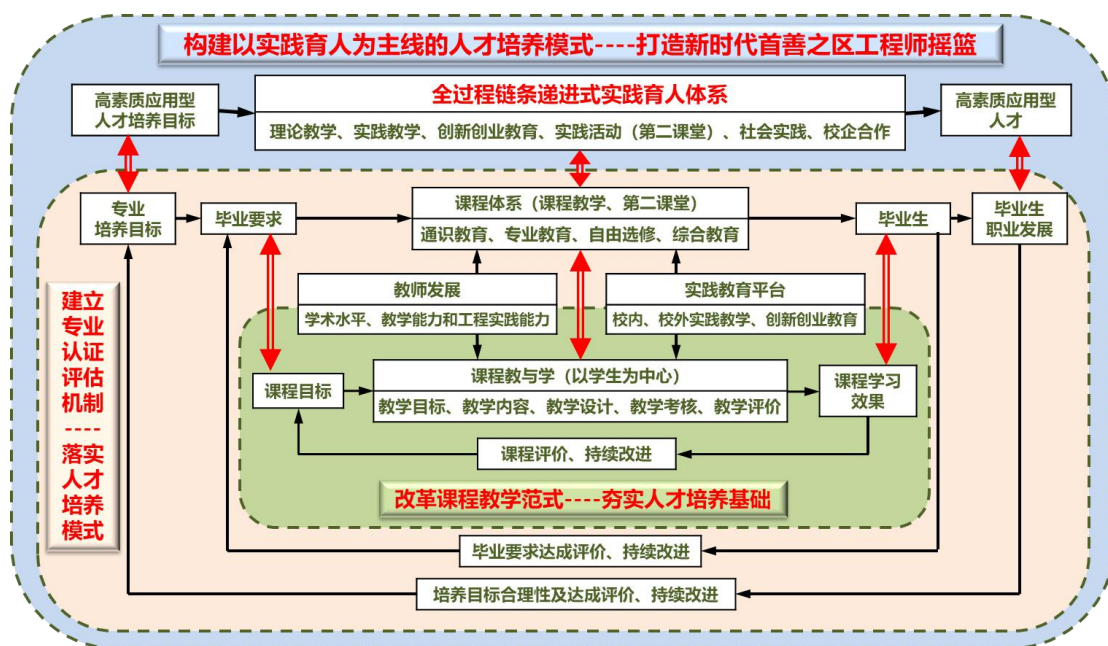 构建以实践育人为主线的人才培养模式----打造新时代首善之区工程师摇篮
高素质应用型
人才培养目标
全过程链条递进式实践育人体系
理论教学、实践教学、创新创业教育、实践活动（第二课堂）、社会实践、校企合作
高素质应用型
人才
专业
培养目标
毕业要求
课程体系（课程教学、第二课堂）
通识教育、专业教育、自由选修、综合教育
毕业生
毕业生
职业发展
教师发展
学术水平、教学能力和工程实践能力
实践教育平台
校内、校外实践教学、创新创业教育
建立
专业
认证
评估
机制
----
落实
人才
培养
模式
课程目标
课程教与学（以学生为中心）
教学目标、教学内容、教学设计、教学考核、教学评价
课程学习
效果
课程评价、持续改进
改革课程教学范式----夯实人才培养基础
毕业要求达成评价、持续改进
培养目标合理性及达成评价、持续改进